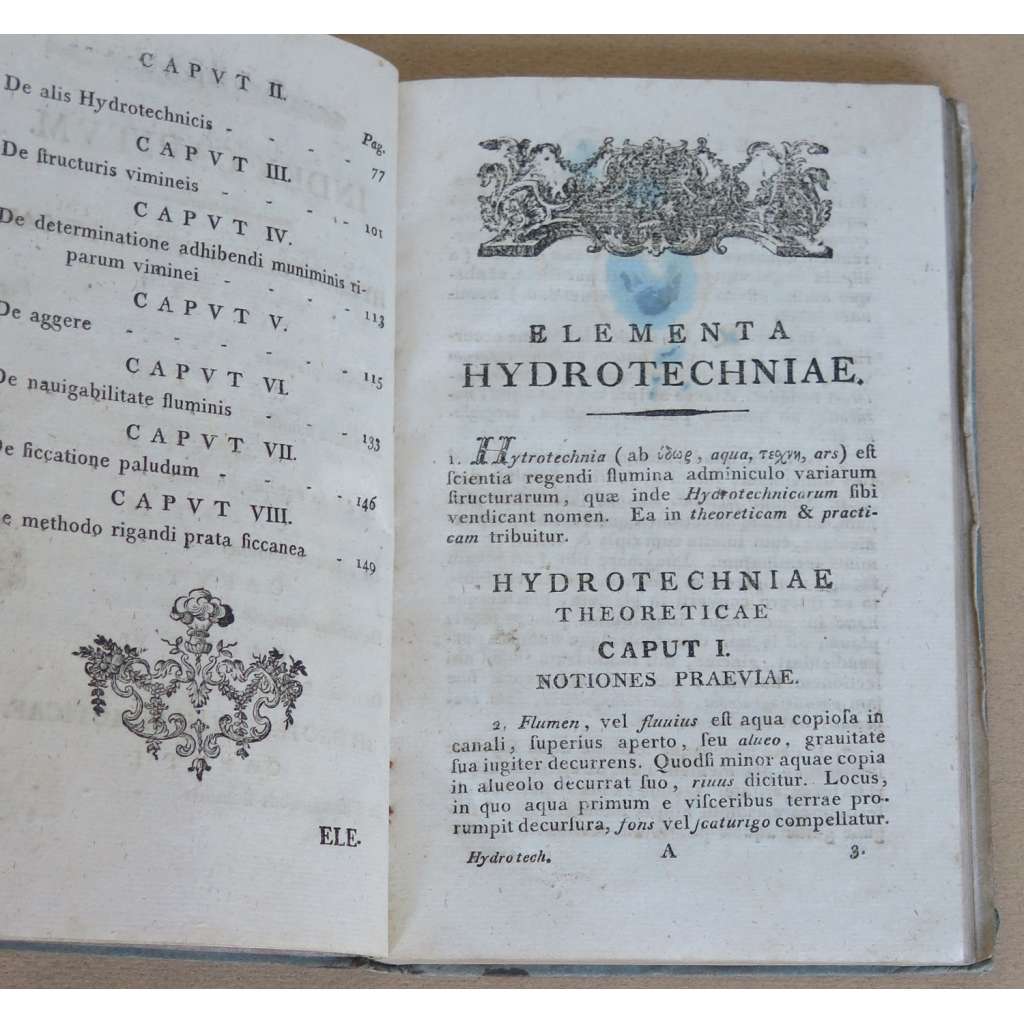 CAPVT II.
De alis Hydrotechnicis - - - - Pag. 77
CAPVT III.
De ſtructuris vimineis - - - - 101
CAPVT IV.
De determinatione adhibendi muniminis ri-
parum viminei - - - - 113
CAPVT V.
De aggere - - - - - 115
CAPVT VI.
De nauigabilitate fluminis - - - 133
CAPVT VII.
De ſiccatione paludum - - - 146
CAPVT VIII.
e methodo rigandi prata ſiccanea - 149
ELE-
ELEMENTA
HYDROTECHNIAE.
1. Hytrotechnia (ab ὑδωρ, aqua, τεχνη, ars) eſt
ſcientia regendi flumina adminiculo variarum
ſtructurarum, quæ inde Hydrotechnicarum ſibi
vendicant nomen. Ea in theoreticam & practi-
cam tribuitur.
HYDROTECHNIAE
THEORETICAE
CAPUT I.
NOTIONES PRAEVIAE.
2. Flumen, vel fluuius eſt aqua copioſa in
canali, ſuperius aperto, ſeu alueo, grauitate
ſua iugiter decurrens. Quodſi minor aquae copia
in alueolo decurrat ſuo, riuus dicitur. Locus,
in quo aqua primum e viſceribus terrae pro-
rumpit decurſura, fons vel ſcaturigo compellatur.
Hydrotech. A 3.